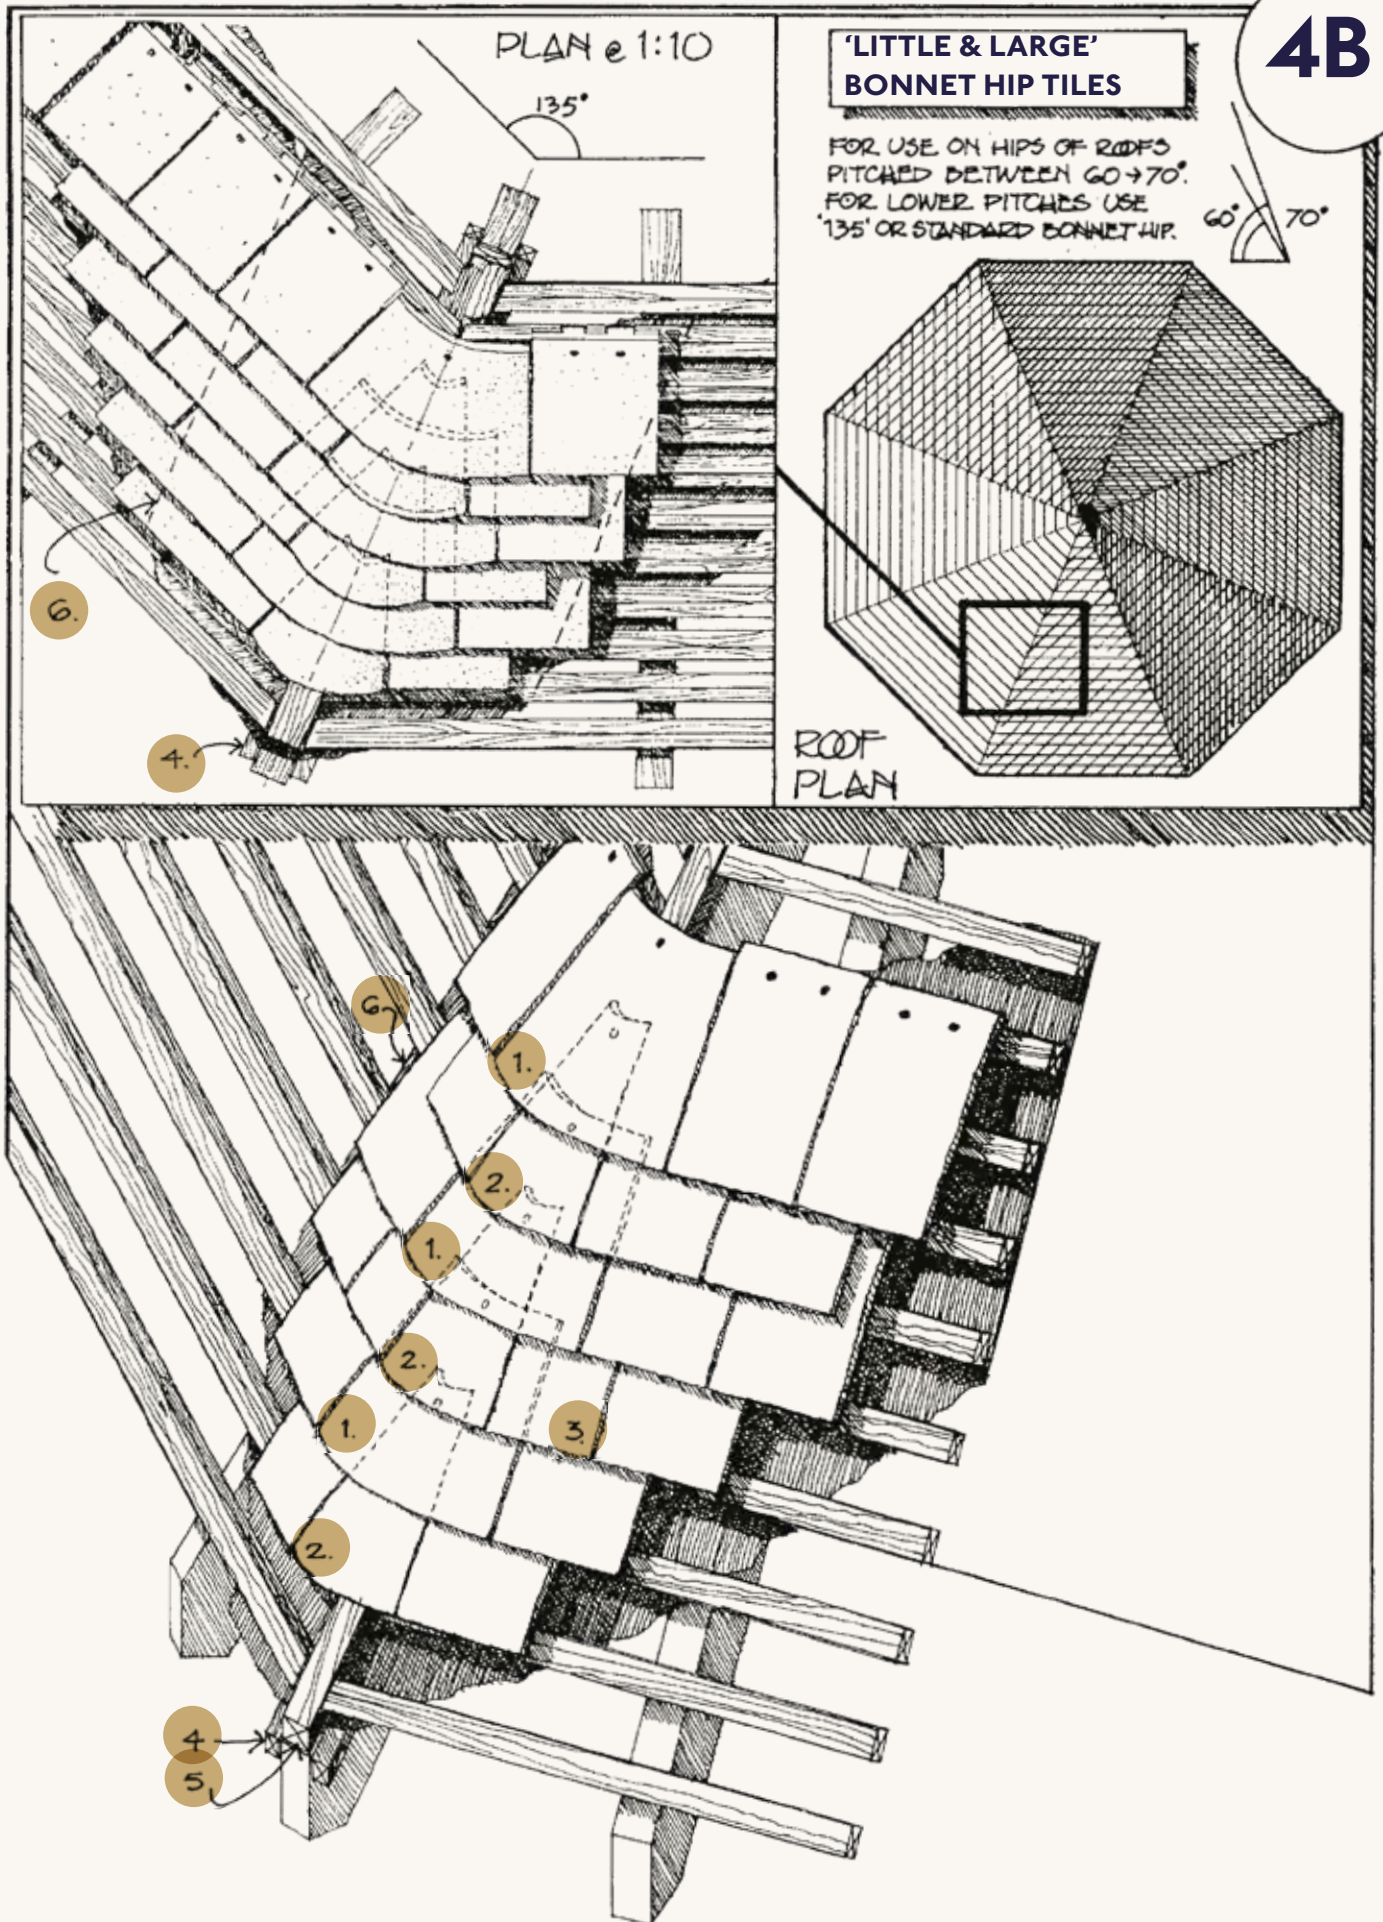 PLAN @ 1:10
135°
6.
4.
‘LITTLE & LARGE’
BONNET HIP TILES
4B
FOR USE ON HIPS OF ROOFS
PITCHED BETWEEN 60→70°.
FOR LOWER PITCHES USE
'135' OR STANDARD BONNET HIP.
60°
70°
ROOF
PLAN
6.
1.
2.
1.
2.
1.
3.
2.
4
5